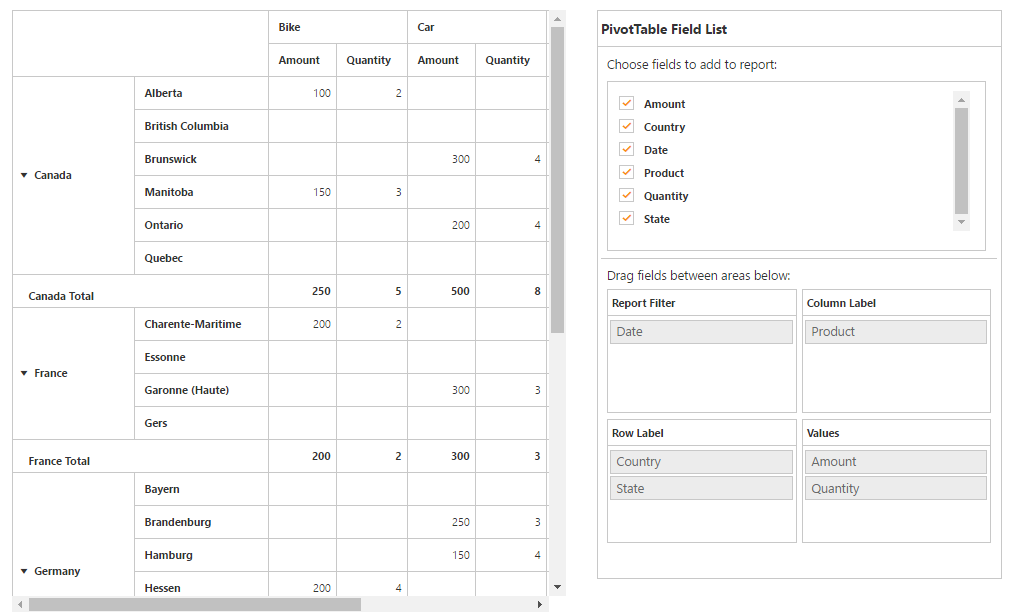 Bike Car
Amount Quantity Amount Quantity
Canada
Alberta 100 2
British Columbia
Brunswick 300 4
Manitoba 150 3
Ontario 200 4
Quebec
Canada Total 250 5 500 8
France
Charente-Maritime 200 2
Essonne
Garonne (Haute) 300 3
Gers
France Total 200 2 300 3
Germany
Bayern
Brandenburg 250 3
Hamburg 150 4
Hessen 200 4
PivotTable Field List
Choose fields to add to report:
Amount
Country
Date
Product
Quantity
State
Drag fields between areas below:
Report Filter
Date
Column Label
Product
Row Label
Country
State
Values
Amount
Quantity